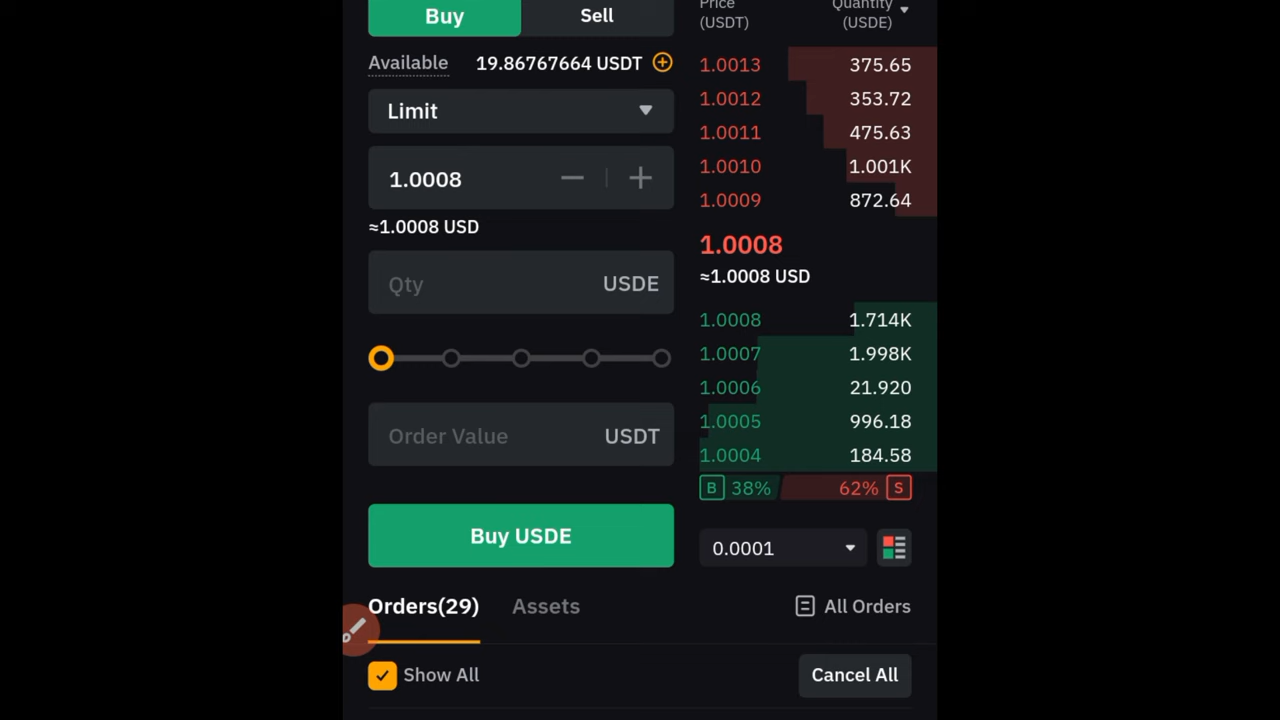 Buy Sell
Available 19.86767664 USDT
Limit
1.0008
≈1.0008 USD
Qty USDE
Order Value USDT
Buy USDE
Price Quantity
(USDT) (USDE)
1.0013 375.65
1.0012 353.72
1.0011 475.63
1.0010 1.001K
1.0009 872.64
1.0008
≈1.0008 USD
1.0008 1.714K
1.0007 1.998K
1.0006 21.920
1.0005 996.18
1.0004 184.58
B 38% 62% S
0.0001
Orders(29) Assets All Orders
Show All Cancel All